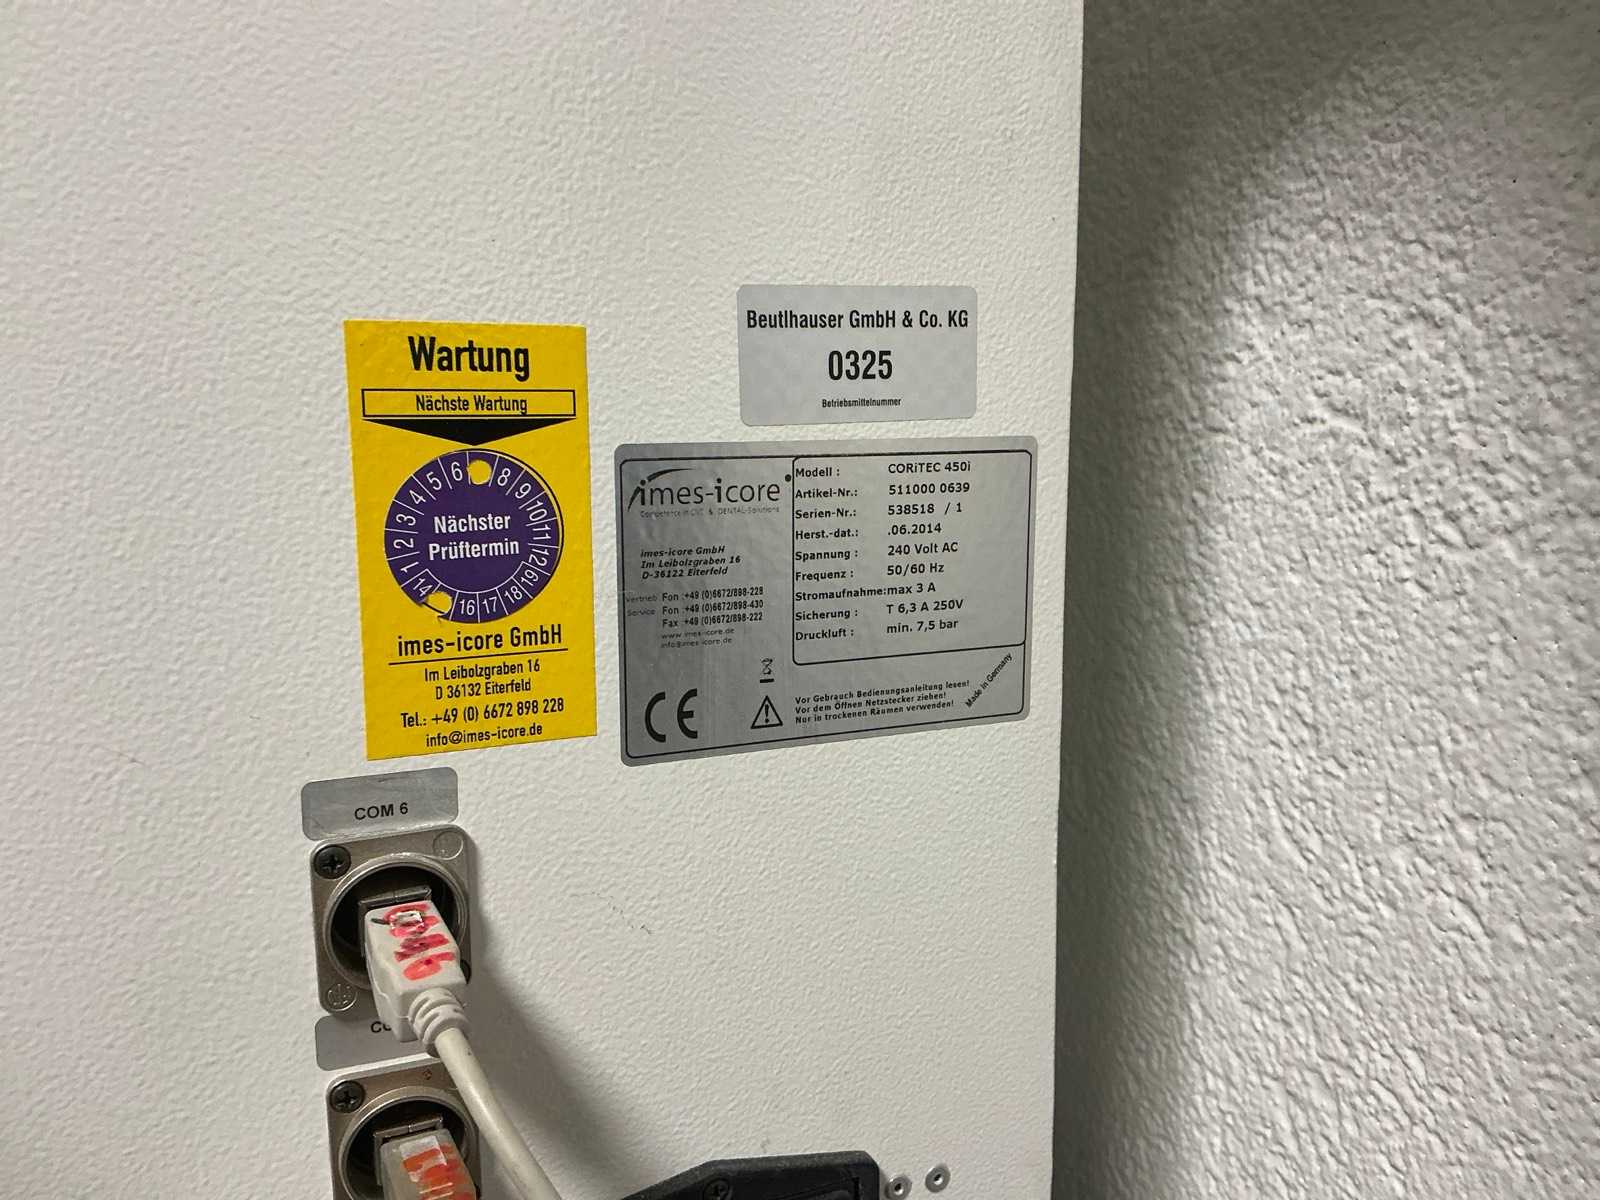 Beutlhauser GmbH & Co. KG
0325
Betriebsmittelnummer
Wartung
Nächste Wartung
1 2 3 4 5 6 8 9 10 11 12
14 16 17 18 19
Nächster
Prüftermin
imes-icore GmbH
Im Leibolzgraben 16
D 36132 Eiterfeld
Tel.: +49 (0) 6672 898 228
info@imes-icore.de
imes-icore
Competence in CNC & DENTAL-Solutions
imes-icore GmbH
Im Leibolzgraben 16
D-36122 Eiterfeld
Vertrieb Fon :+49 (0)6672/898-228
Service Fon :+49 (0)6672/898-430
Fax :+49 (0)6672/898-222
www.imes-icore.de
info@imes-icore.de
Modell : CORiTEC 450i
Artikel-Nr.: 511000 0639
Serien-Nr.: 538518 / 1
Herst.-dat.: .06.2014
Spannung : 240 Volt AC
Frequenz : 50/60 Hz
Stromaufnahme:max 3 A
Sicherung : T 6,3 A 250V
Druckluft : min. 7,5 bar
CE
Vor Gebrauch Bedienungsanleitung lesen!
Vor dem Öffnen Netzstecker ziehen!
Nur in trockenen Räumen verwenden!
Made in Germany
COM 6